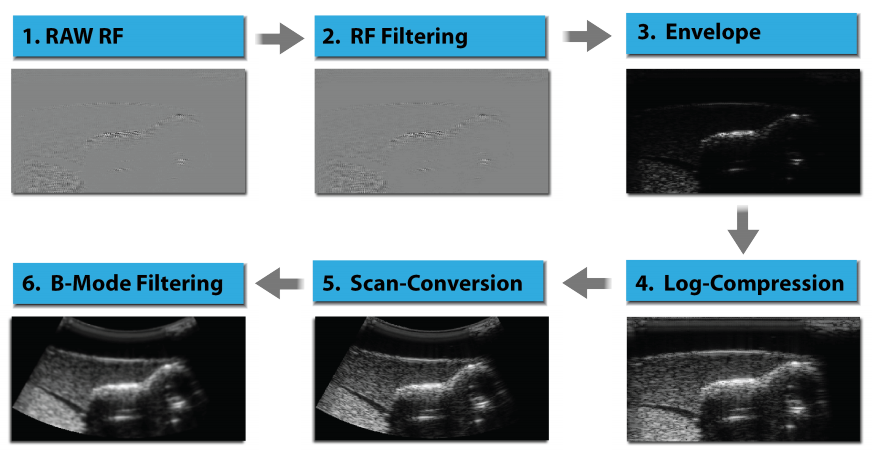 1. RAW RF
2. RF Filtering
3. Envelope
4. Log-Compression
5. Scan-Conversion
6. B-Mode Filtering